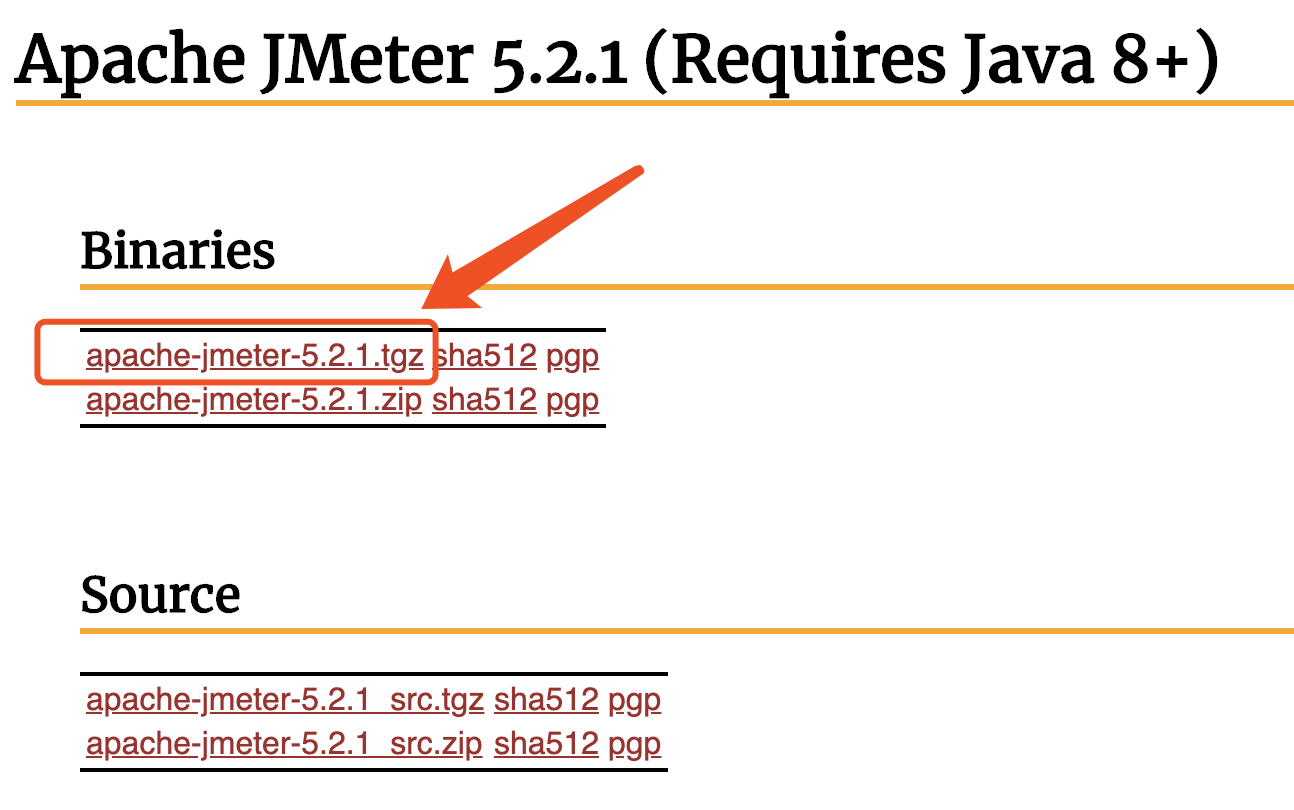 Apache JMeter 5.2.1 (Requires Java 8+)
Binaries
apache-jmeter-5.2.1.tgz sha512 pgp
apache-jmeter-5.2.1.zip sha512 pgp
Source
apache-jmeter-5.2.1_src.tgz sha512 pgp
apache-jmeter-5.2.1_src.zip sha512 pgp